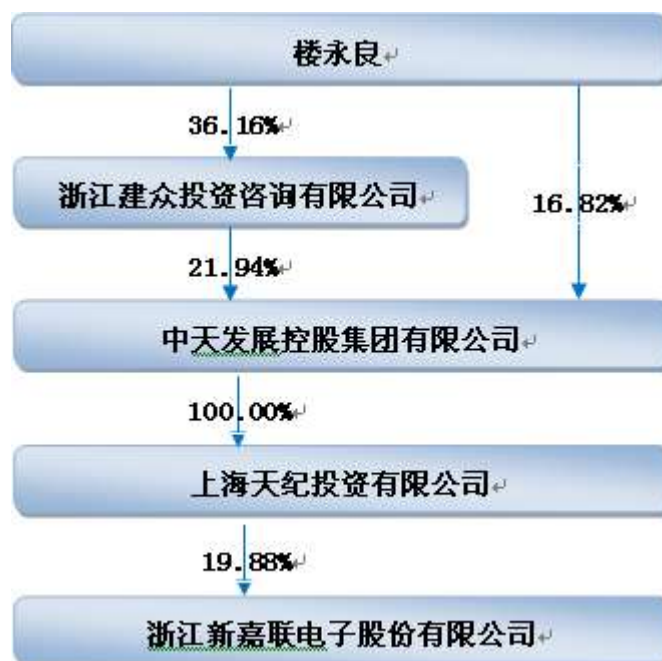 楼永良
36.16%
浙江建众投资咨询有限公司
16.82%
21.94%
中天发展控股集团有限公司
100.00%
上海天纪投资有限公司
19.88%
浙江新嘉联电子股份有限公司